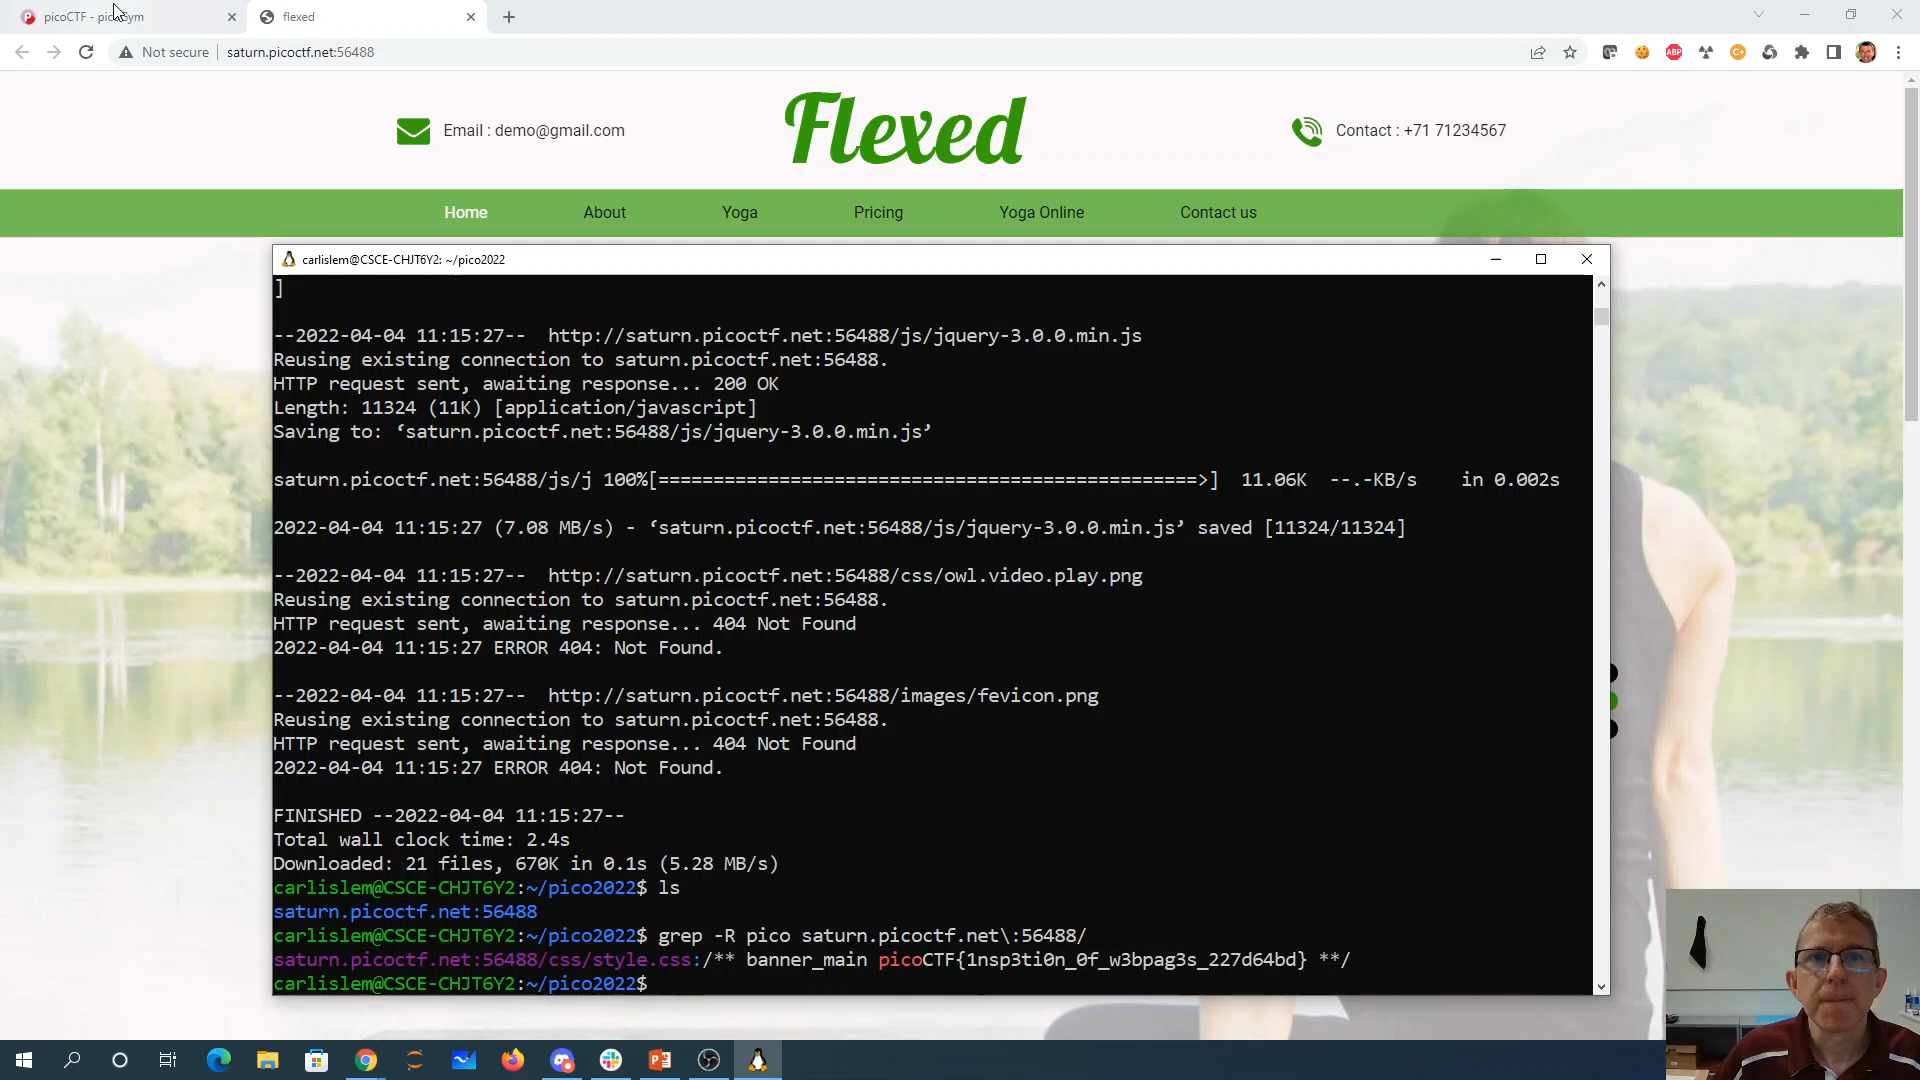 picoCTF - picoGym
flexed
Not secure
saturn.picoctf.net:56488
ABP
Email : demo@gmail.com
Flexed
Contact : +71 71234567
Home
About
Yoga
Pricing
Yoga Online
Contact us
carlislem@CSCE-CHJT6Y2: ~/pico2022
]
--2022-04-04 11:15:27--  http://saturn.picoctf.net:56488/js/jquery-3.0.0.min.js
Reusing existing connection to saturn.picoctf.net:56488.
HTTP request sent, awaiting response... 200 OK
Length: 11324 (11K) [application/javascript]
Saving to: ‘saturn.picoctf.net:56488/js/jquery-3.0.0.min.js’
saturn.picoctf.net:56488/js/j 100%[=================================================>]  11.06K  --.-KB/s    in 0.002s
2022-04-04 11:15:27 (7.08 MB/s) - ‘saturn.picoctf.net:56488/js/jquery-3.0.0.min.js’ saved [11324/11324]
--2022-04-04 11:15:27--  http://saturn.picoctf.net:56488/css/owl.video.play.png
Reusing existing connection to saturn.picoctf.net:56488.
HTTP request sent, awaiting response... 404 Not Found
2022-04-04 11:15:27 ERROR 404: Not Found.
--2022-04-04 11:15:27--  http://saturn.picoctf.net:56488/images/fevicon.png
Reusing existing connection to saturn.picoctf.net:56488.
HTTP request sent, awaiting response... 404 Not Found
2022-04-04 11:15:27 ERROR 404: Not Found.
FINISHED --2022-04-04 11:15:27--
Total wall clock time: 2.4s
Downloaded: 21 files, 670K in 0.1s (5.28 MB/s)
carlislem@CSCE-CHJT6Y2:~/pico2022$ ls
saturn.picoctf.net:56488
carlislem@CSCE-CHJT6Y2:~/pico2022$ grep -R pico saturn.picoctf.net\:56488/
saturn.picoctf.net:56488/css/style.css:/** banner_main picoCTF{1nsp3ti0n_0f_w3bpag3s_227d64bd} **/
carlislem@CSCE-CHJT6Y2:~/pico2022$